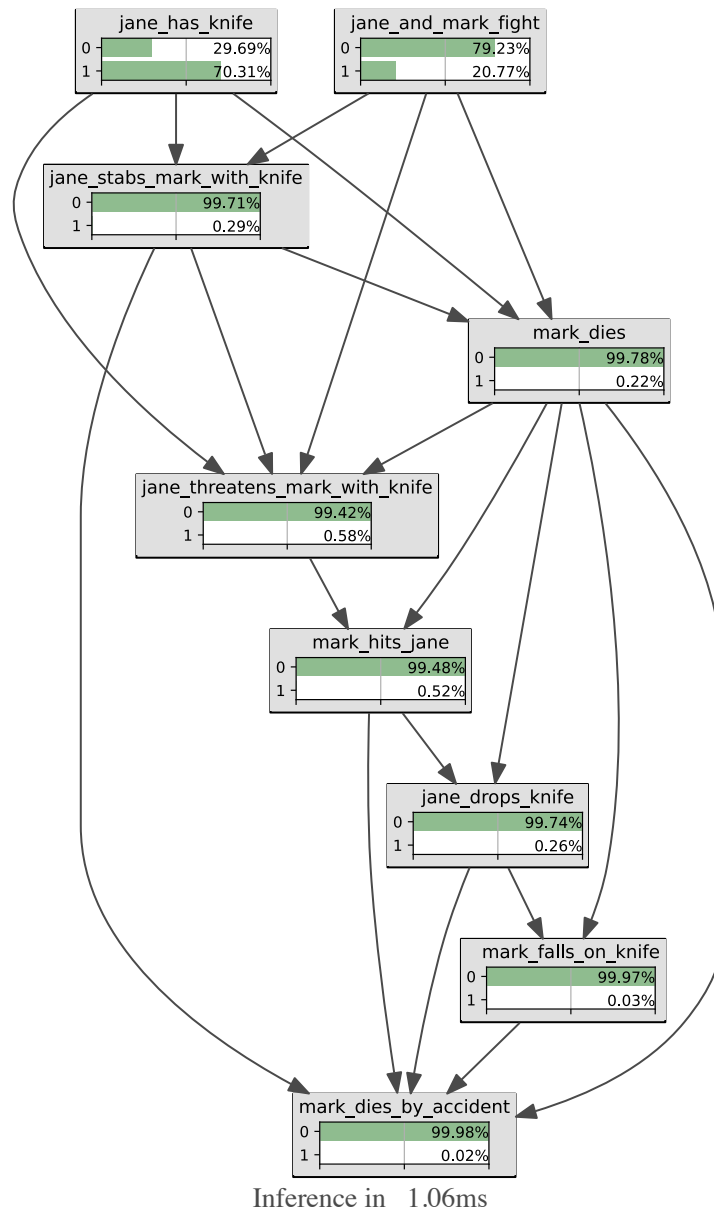 jane_has_knife
0 29.69%
1 70.31%
jane_and_mark_fight
0 79.23%
1 20.77%
jane_stabs_mark_with_knife
0 99.71%
1 0.29%
mark_dies
0 99.78%
1 0.22%
jane_threatens_mark_with_knife
0 99.42%
1 0.58%
mark_hits_jane
0 99.48%
1 0.52%
jane_drops_knife
0 99.74%
1 0.26%
mark_falls_on_knife
0 99.97%
1 0.03%
mark_dies_by_accident
0 99.98%
1 0.02%
Inference in 1.06ms